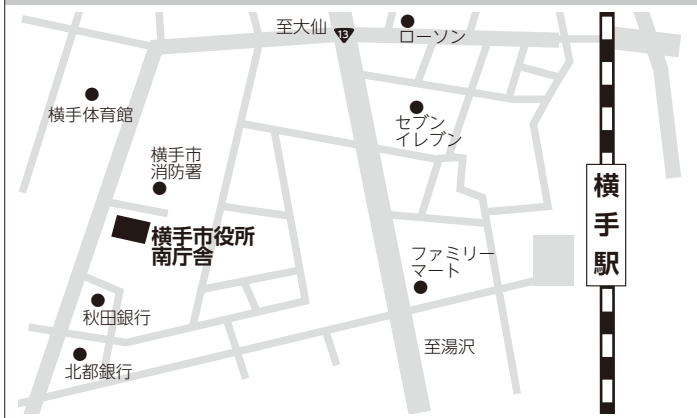 至大仙
13
ローソン
横手体育館
セブン
イレブン
横手市
消防署
横手駅
横手市役所
南庁舎
ファミリー
マート
秋田銀行
至湯沢
北都銀行